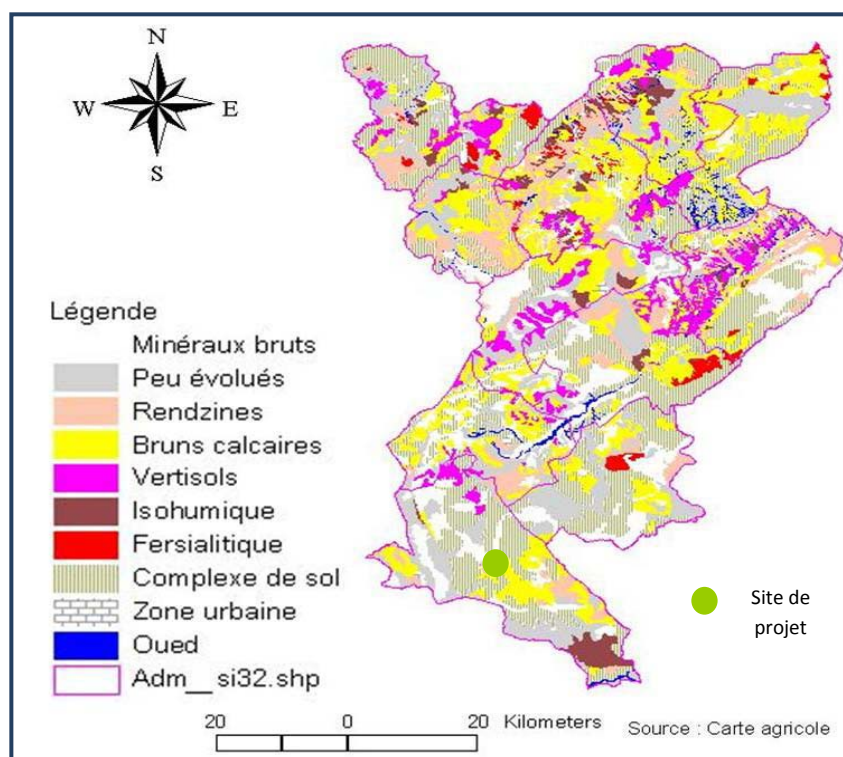 N
W E
S
Légende
Minéraux bruts
Peu évolués
Rendzines
Bruns calcaires
Vertisols
Isohumique
Fersialitique
Complexe de sol
Zone urbaine
Oued
Adm__si32.shp
Site de
projet
20 0 20 Kilometers
Source : Carte agricole